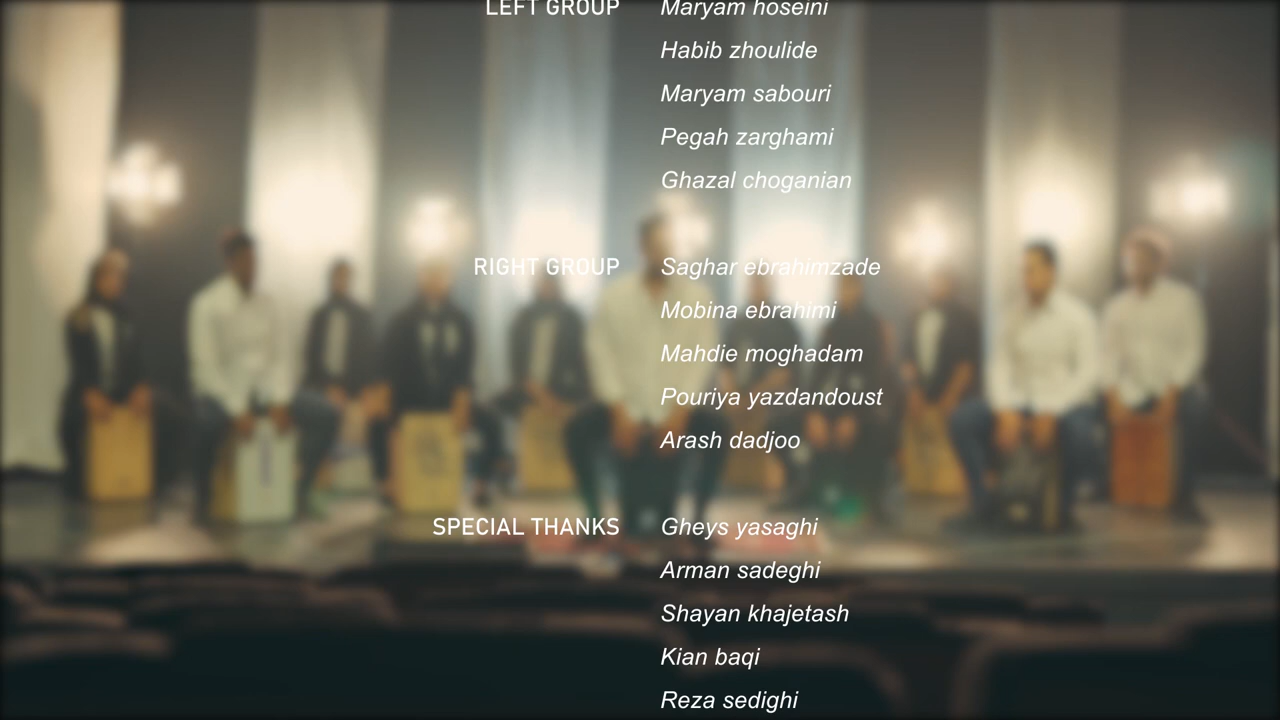 LEFT GROUP Maryam hoseini
Habib zhoulide
Maryam sabouri
Pegah zarghami
Ghazal choganian
RIGHT GROUP Saghar ebrahimzade
Mobina ebrahimi
Mahdie moghadam
Pouriya yazdandoust
Arash dadjoo
SPECIAL THANKS Gheys yasaghi
Arman sadeghi
Shayan khajetash
Kian baqi
Reza sedighi